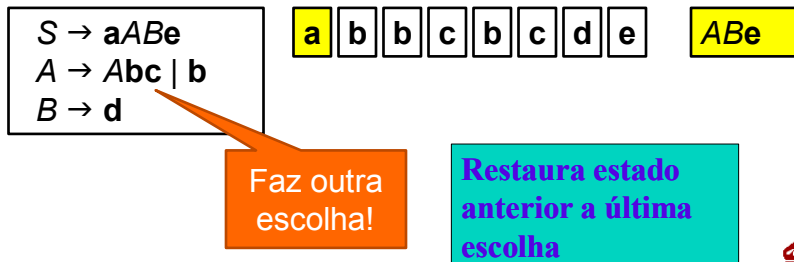 S → aABe
A → Abc | b
B → d
a b b c b c d e
ABe
Faz outra
escolha!
Restaura estado
anterior a última
escolha